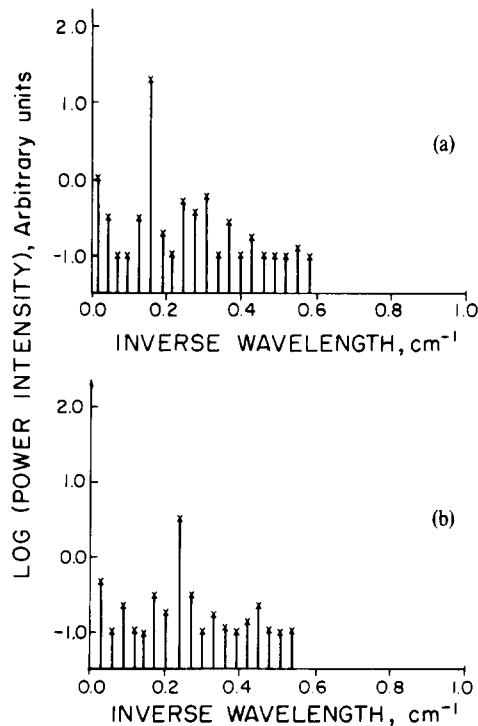 LOG (POWER INTENSITY), Arbitrary units
2.0
1.0
0.0
-1.0
(a)
0.0 0.2 0.4 0.6 0.8 1.0
INVERSE WAVELENGTH, cm⁻¹
2.0
1.0
0.0
-1.0
(b)
0.0 0.2 0.4 0.6 0.8 1.0
INVERSE WAVELENGTH, cm⁻¹